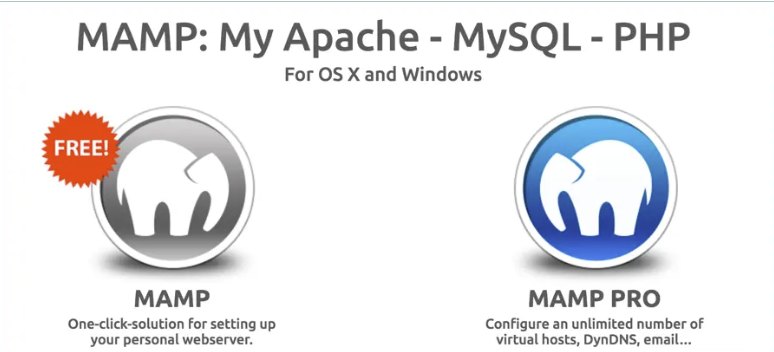 MAMP: My Apache - MySQL - PHP
For OS X and Windows
FREE!
MAMP
One-click-solution for setting up
your personal webserver.
MAMP PRO
Configure an unlimited number of
virtual hosts, DynDNS, email...